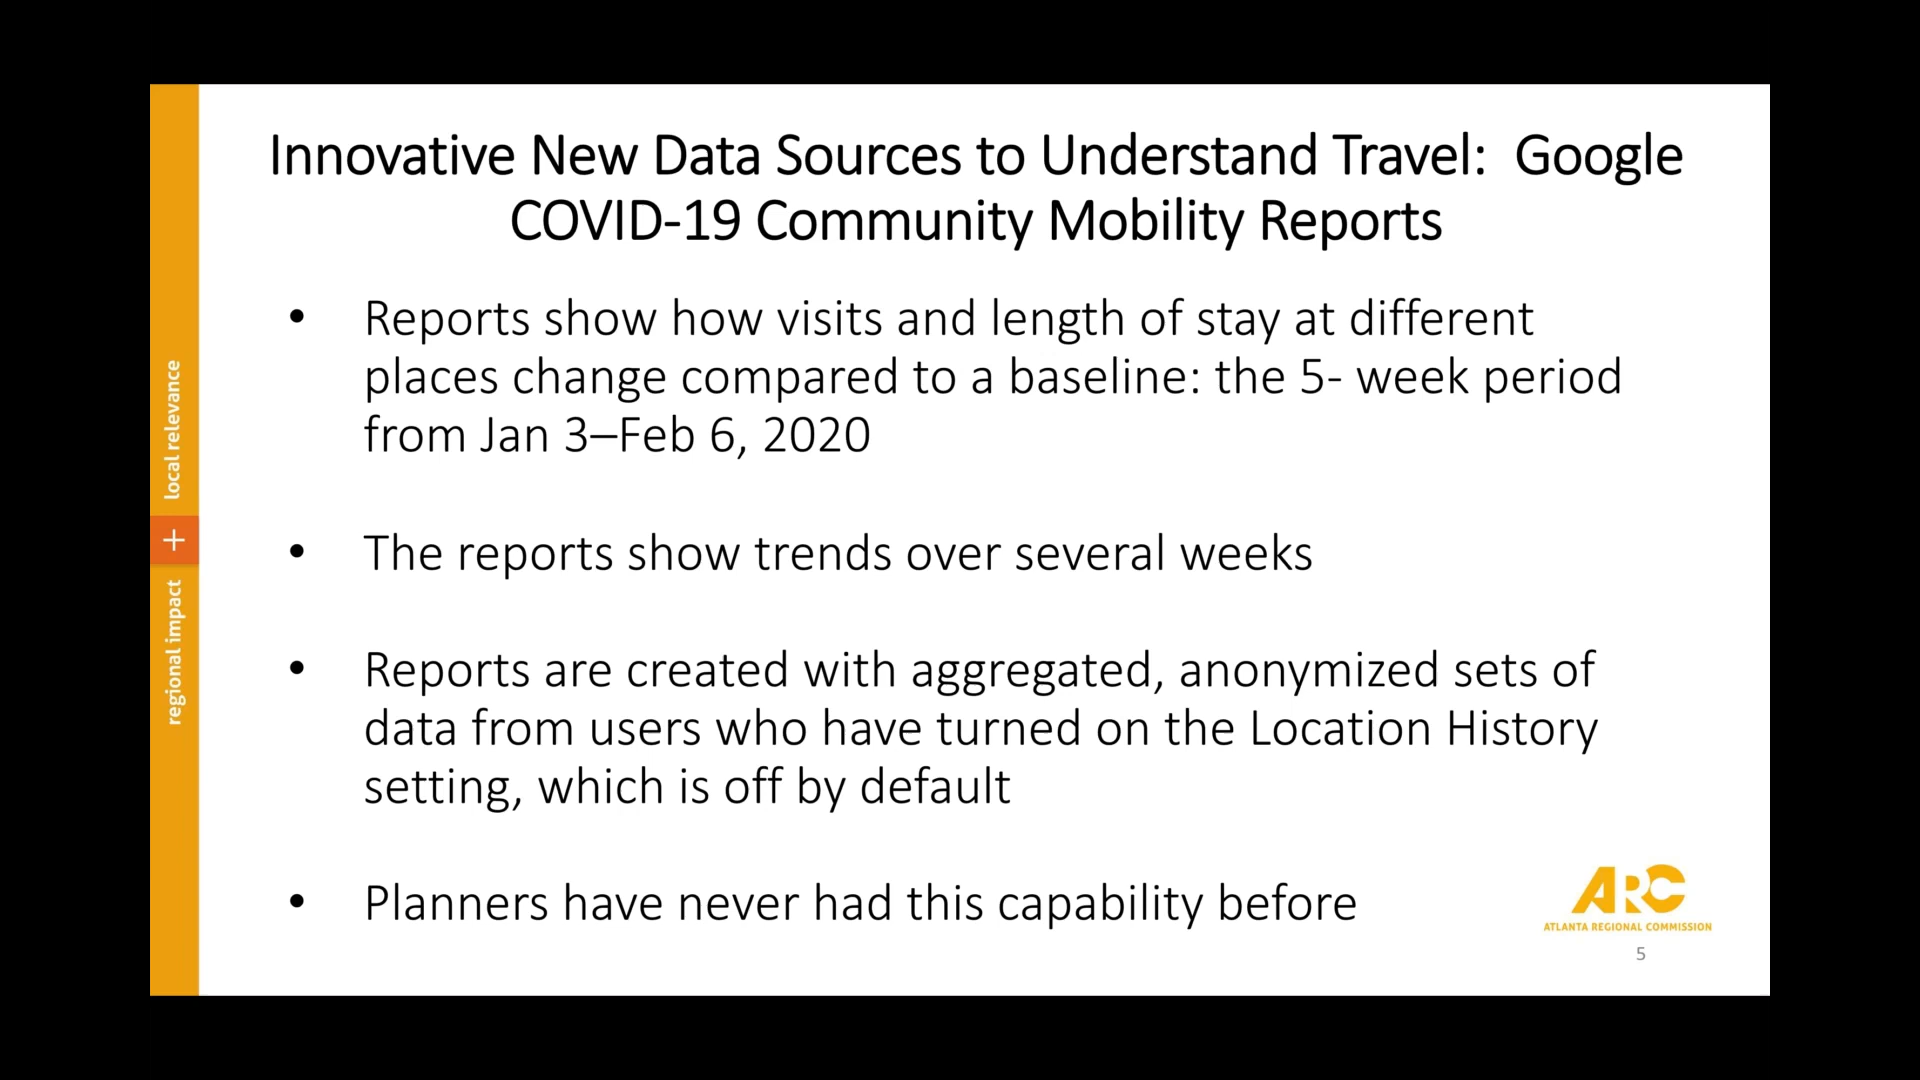 Innovative New Data Sources to Understand Travel:  Google
COVID-19 Community Mobility Reports
• Reports show how visits and length of stay at different
places change compared to a baseline: the 5- week period
from Jan 3–Feb 6, 2020
• The reports show trends over several weeks
• Reports are created with aggregated, anonymized sets of
data from users who have turned on the Location History
setting, which is off by default
• Planners have never had this capability before
regional impact + local relevance
ARC
ATLANTA REGIONAL COMMISSION
5